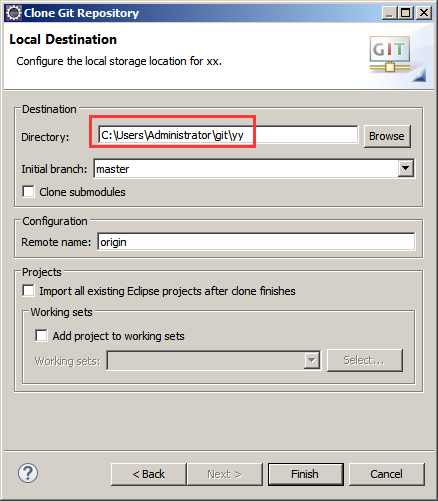 Clone Git Repository
Local Destination
Configure the local storage location for xx.
GIT
Destination
Directory: C:\Users\Administrator\git\yy Browse
Initial branch: master
Clone submodules
Configuration
Remote name: origin
Projects
Import all existing Eclipse projects after clone finishes
Working sets
Add project to working sets
Working sets: Select...
? < Back Next > Finish Cancel